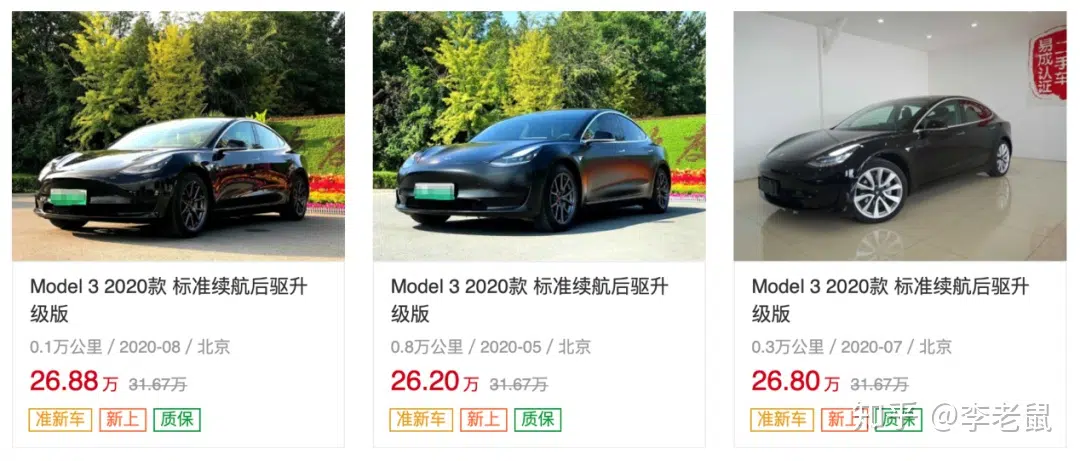 易成认证
二手车
Model 3 2020款 标准续航后驱升
级版
0.1万公里 / 2020-08 / 北京
26.88 万 31.67万
准新车 新上 质保
Model 3 2020款 标准续航后驱升
级版
0.8万公里 / 2020-05 / 北京
26.20 万 31.67万
准新车 新上 质保
Model 3 2020款 标准续航后驱升
级版
0.3万公里 / 2020-07 / 北京
26.80 万 31.67万
准新车 新上 质保
知乎 @李老鼠